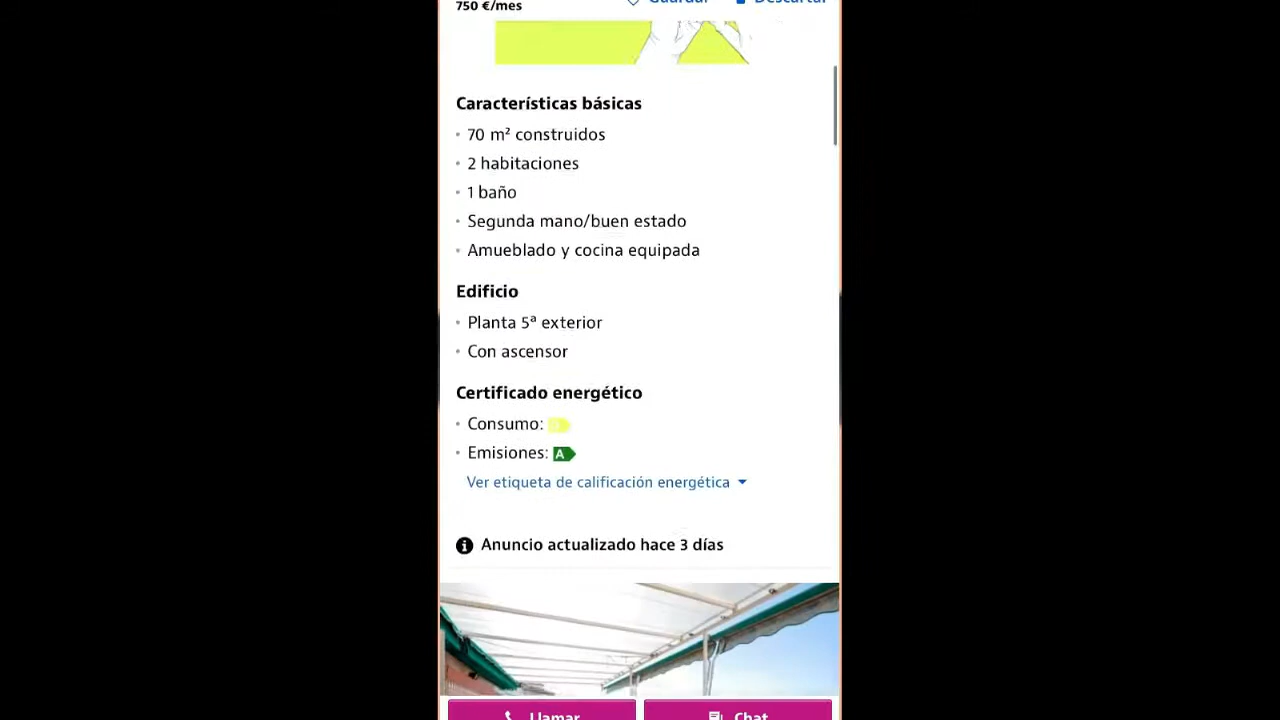 750 €/mes
Guardar Descartar
Características básicas
70 m² construidos
2 habitaciones
1 baño
Segunda mano/buen estado
Amueblado y cocina equipada
Edificio
Planta 5ª exterior
Con ascensor
Certificado energético
Consumo:
Emisiones: A
Ver etiqueta de calificación energética
Anuncio actualizado hace 3 días
Llamar Chat